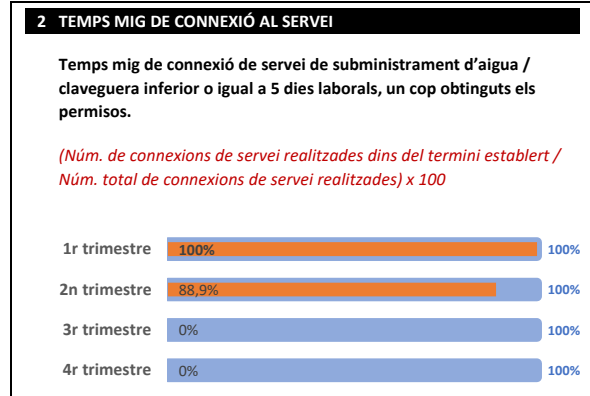 2 TEMPS MIG DE CONNEXIÓ AL SERVEI
Temps mig de connexió de servei de subministrament d’aigua /
claveguera inferior o igual a 5 dies laborals, un cop obtinguts els
permisos.
(Núm. de connexions de servei realitzades dins del termini establert /
Núm. total de connexions de servei realitzades) x 100
1r trimestre 100% 100%
2n trimestre 88,9% 100%
3r trimestre 0% 100%
4r trimestre 0% 100%